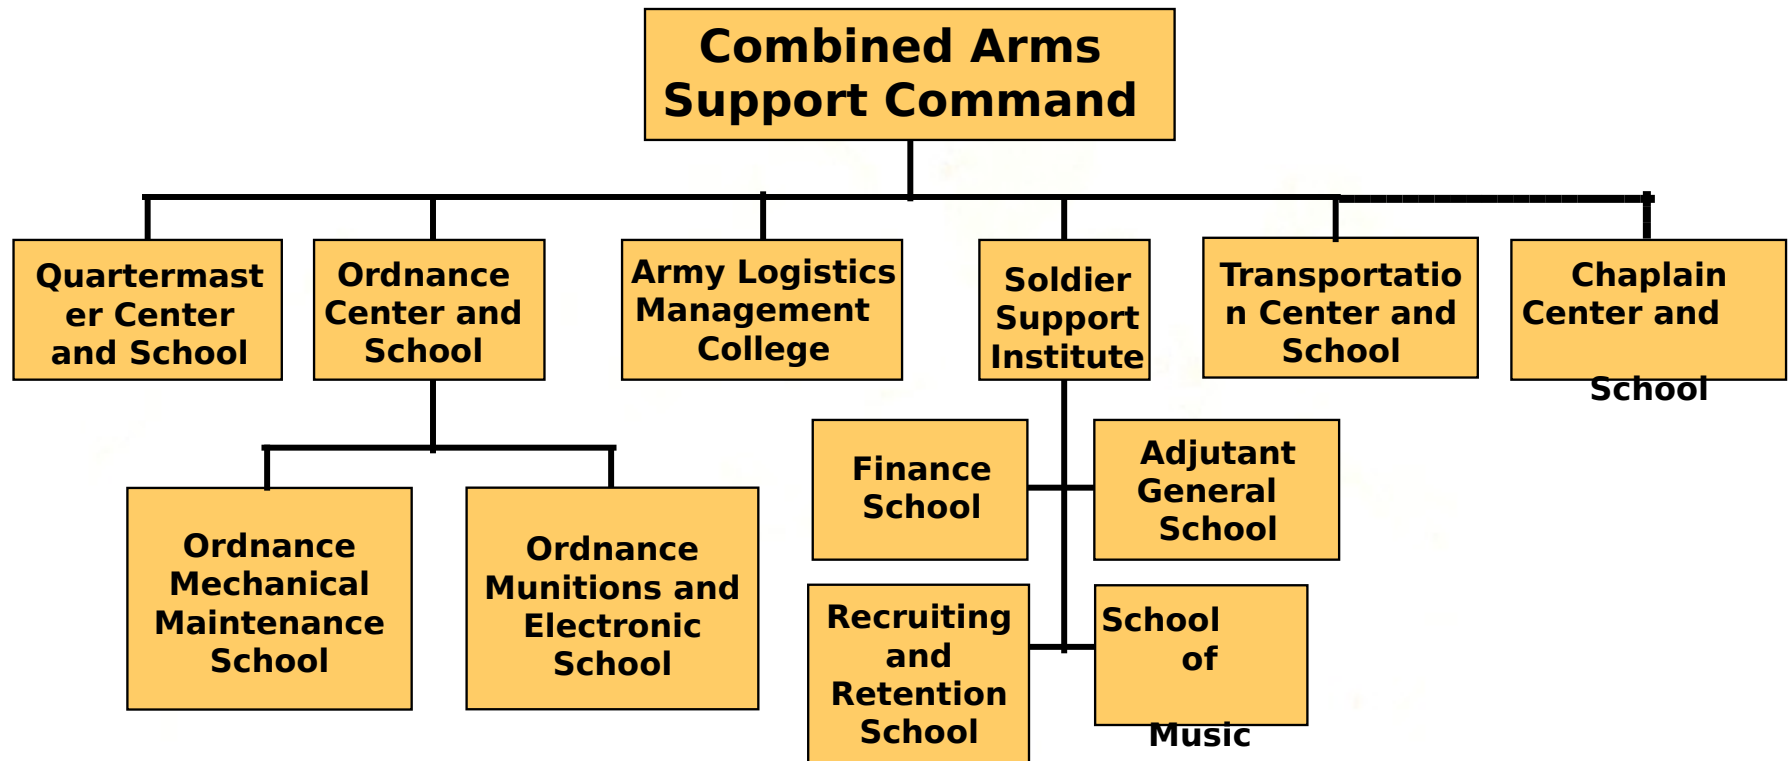 Combined Arms
Support Command
Quartermast
er Center
and School
Ordnance
Center and
School
Army Logistics
Management
College
Soldier
Support
Institute
Transportatio
n Center and
School
Chaplain
Center and
School
Finance
School
Adjutant
General
School
Ordnance
Mechanical
Maintenance
School
Ordnance
Munitions and
Electronic
School
Recruiting
and
Retention
School
School
of
Music